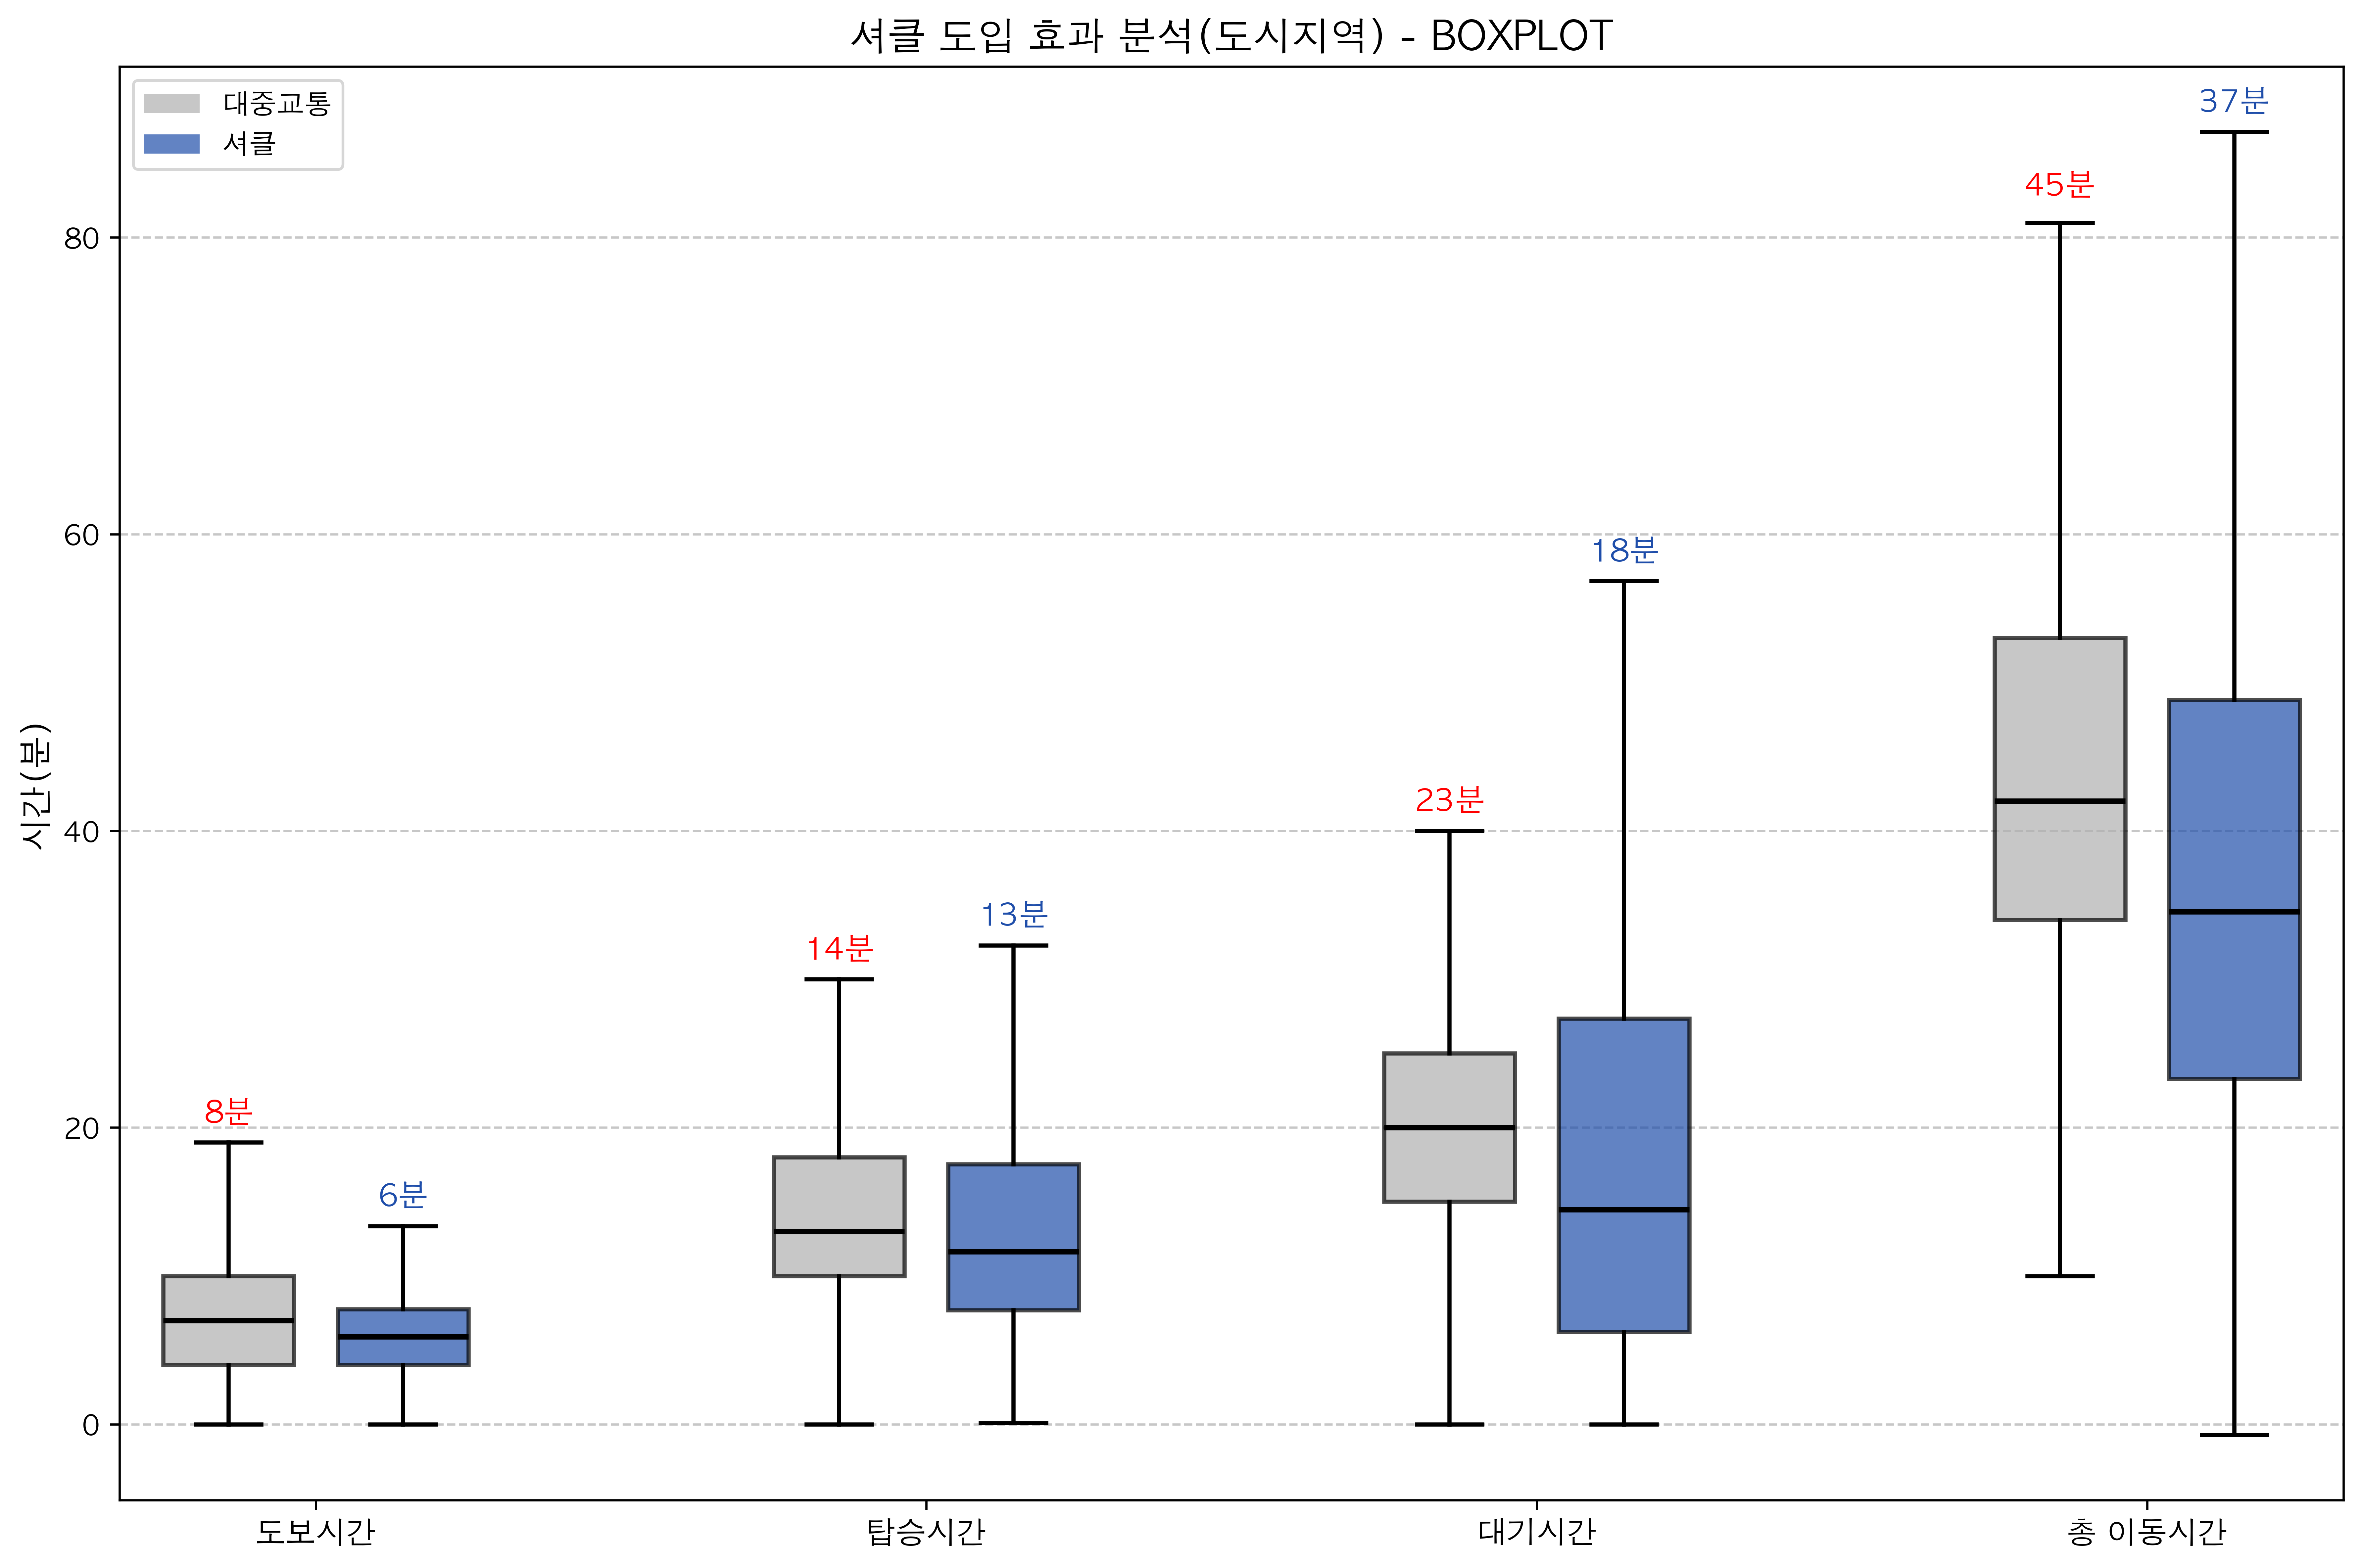 셔클 도입 효과 분석(도시지역) - BOXPLOT
대중교통
셔클
시간(분)
80
60
40
20
0
8분
6분
14분
13분
23분
18분
45분
37분
도보시간
탑승시간
대기시간
총 이동시간